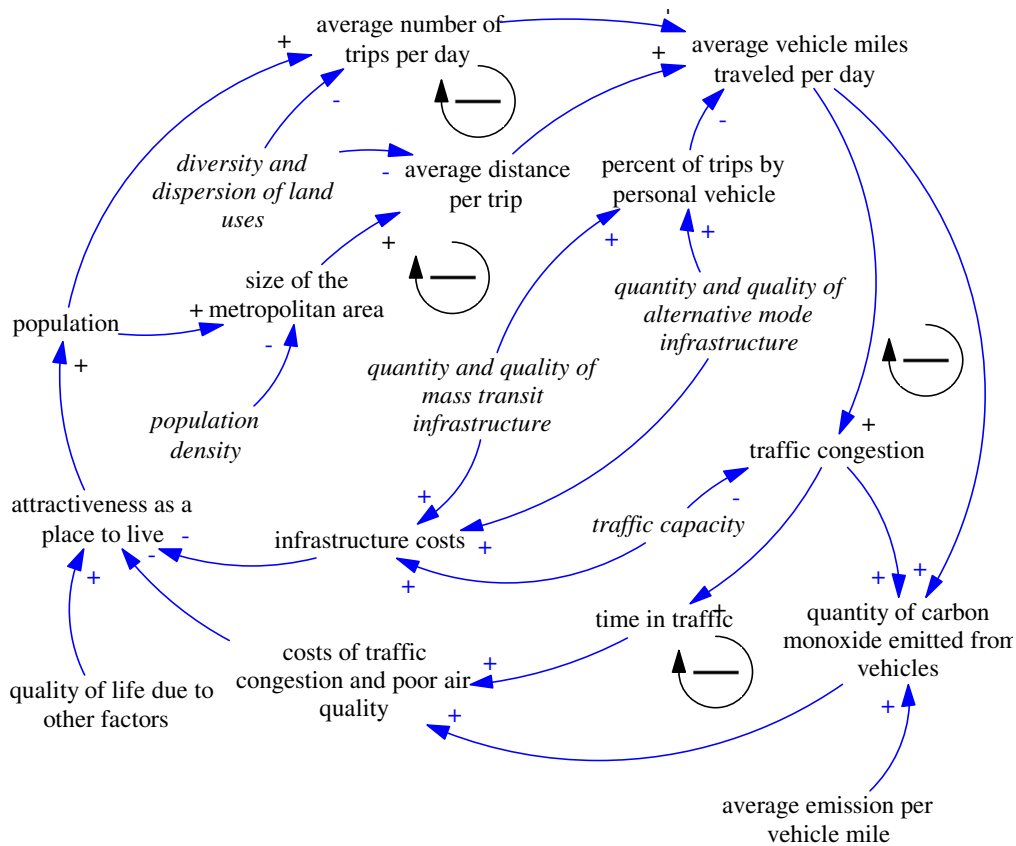 average number of
trips per day
average vehicle miles
traveled per day
+
+
+
-
-
diversity and
dispersion of land
uses
-
average distance
per trip
percent of trips by
personal vehicle
+
+
+
size of the
metropolitan area
quantity and quality of
alternative mode
infrastructure
population
+
-
+
quantity and quality of
mass transit
infrastructure
population
density
+
traffic congestion
attractiveness as a
place to live
-
-
+
infrastructure costs
+
traffic capacity
-
+
+
+
+
time in traffic
+
quantity of carbon
monoxide emitted from
vehicles
costs of traffic
congestion and poor air
quality
+
+
quality of life due to
other factors
+
average emission per
vehicle mile